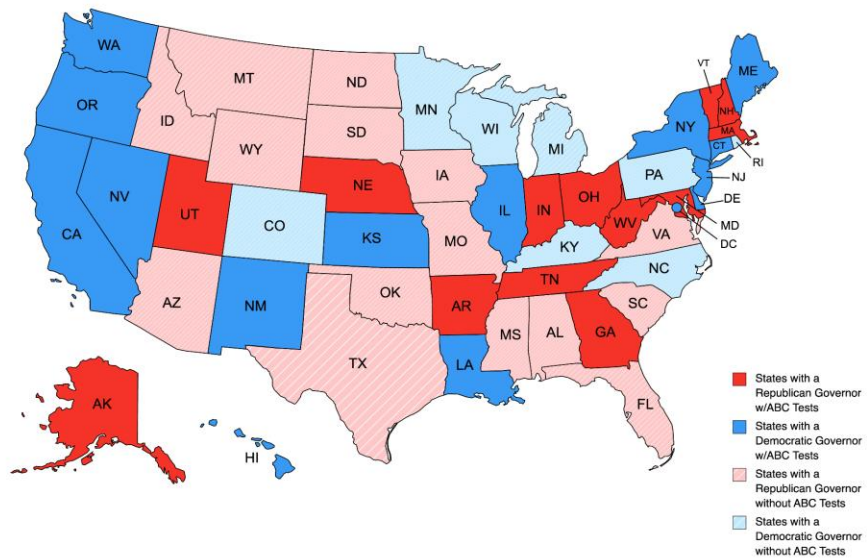 WA
MT
ND
MN
VT
ME
OR
ID
SD
WI
MI
NH
MA
NY
CT
RI
WY
IA
NE
PA
NJ
NV
UT
CO
IL
IN
OH
DE
MD
DC
CA
KS
MO
WV
VA
KY
NC
AZ
NM
OK
AR
TN
SC
MS
AL
GA
TX
LA
FL
AK
HI
States with a
Republican Governor
w/ABC Tests
States with a
Democratic Governor
w/ABC Tests
States with a
Republican Governor
without ABC Tests
States with a
Democratic Governor
without ABC Tests